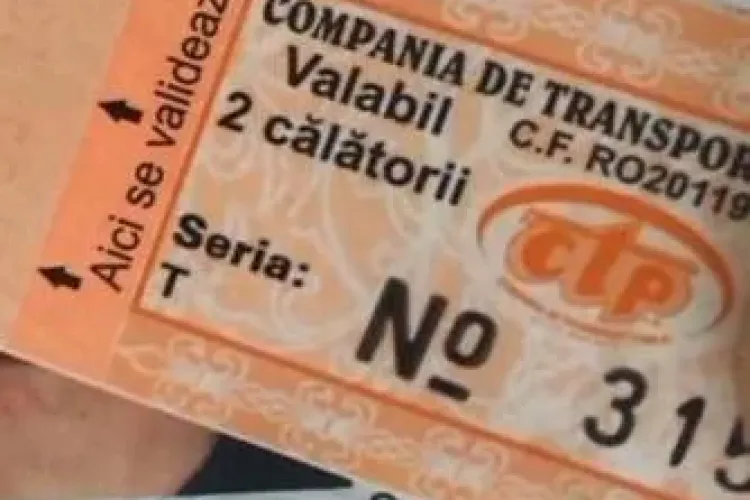 COMPANIA DE TRANSPOR
Valabil
2 călătorii
C.F. RO20119
Aici se validează
ctp
Seria:
T
Nº 315